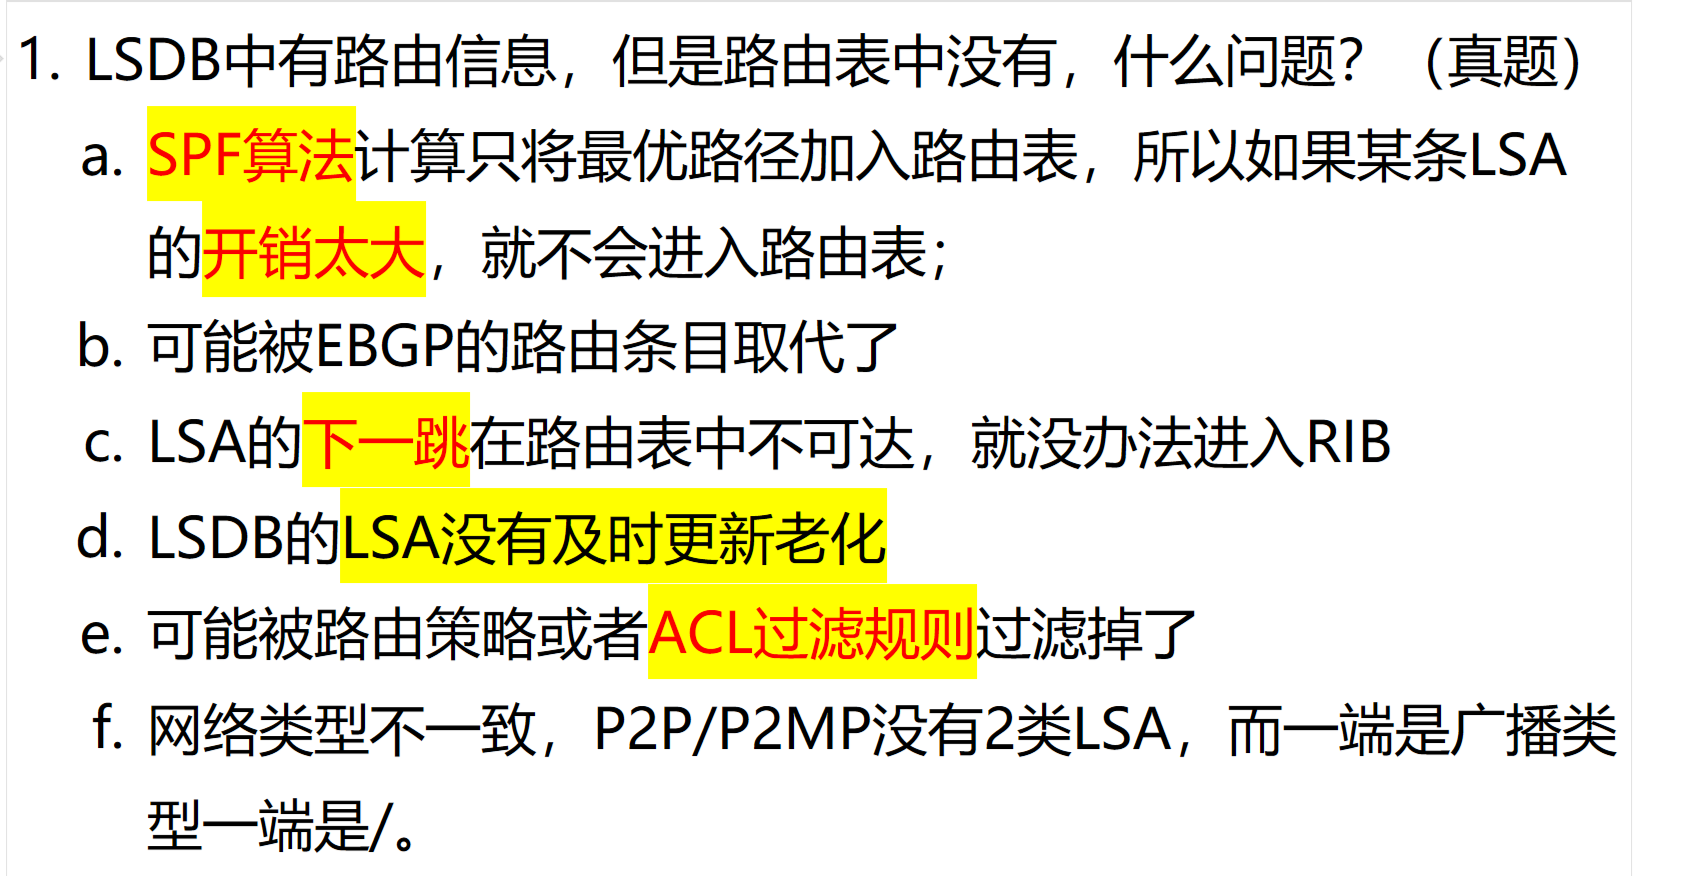 1. LSDB中有路由信息，但是路由表中没有，什么问题？（真题）
a. SPF算法计算只将最优路径加入路由表，所以如果某条LSA
的开销太大，就不会进入路由表；
b. 可能被EBGP的路由条目取代了
c. LSA的下一跳在路由表中不可达，就没办法进入RIB
d. LSDB的LSA没有及时更新老化
e. 可能被路由策略或者ACL过滤规则过滤掉了
f. 网络类型不一致，P2P/P2MP没有2类LSA，而一端是广播类
型一端是/。